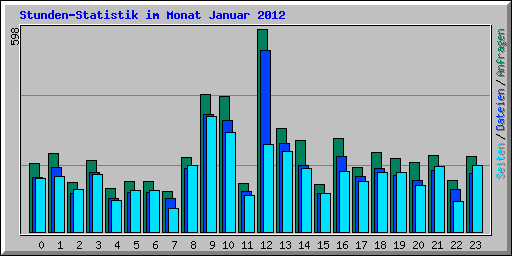 Stunden-Statistik im Monat Januar 2012
598
Seiten / Dateien / Anfragen
0 1 2 3 4 5 6 7 8 9 10 11 12 13 14 15 16 17 18 19 20 21 22 23